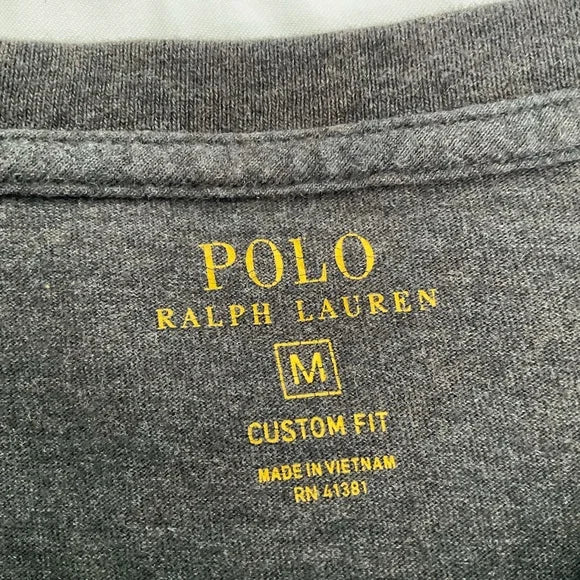 POLO
RALPH LAUREN
M
CUSTOM FIT
MADE IN VIETNAM
RN 41381